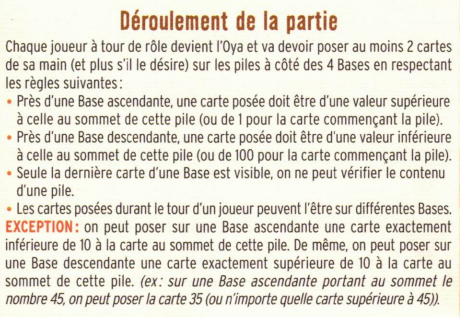 Déroulement de la partie
Chaque joueur à tour de rôle devient l'Oya et va devoir poser au moins 2 cartes
de sa main (et plus s'il le désire) sur les piles à côté des 4 Bases en respectant
les règles suivantes :
• Près d'une Base ascendante, une carte posée doit être d'une valeur supérieure
à celle au sommet de cette pile (ou de 1 pour la carte commençant la pile).
• Près d'une Base descendante, une carte posée doit être d'une valeur inférieure
à celle au sommet de cette pile (ou de 100 pour la carte commençant la pile).
• Seule la dernière carte d'une Base est visible, on ne peut vérifier le contenu
d'une pile.
• Les cartes posées durant le tour d'un joueur peuvent l'être sur différentes Bases.
EXCEPTION : on peut poser sur une Base ascendante une carte exactement
inférieure de 10 à la carte au sommet de cette pile. De même, on peut poser sur
une Base descendante une carte exactement supérieure de 10 à la carte au
sommet de cette pile. (ex : sur une Base ascendante portant au sommet le
nombre 45, on peut poser la carte 35 (ou n'importe quelle carte supérieure à 45)).